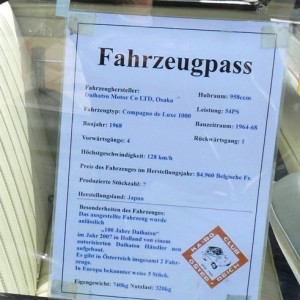 Fahrzeugpass
Fahrzeughersteller: Hubraum: 958ccm
Daihatsu Motor Co LTD, Osaka Leistung: 54PS
Fahrzeugtyp: Compagno de Luxe 1000 Bauzeitraum: 1964-68
Baujahr: 1968
Vorwärtsgänge: 4 Rückwärtsgang: 1
Höchstgeschwindigkeit: 128 km/h
Preis des Fahrzeuges im Herstellungsjahr: 84.960 Belgische Fr
Produzierte Stückzahl: ?
Herstellungsland: Japan
Besonderheiten des Fahrzeuges:
Das ausgestellte Fahrzeug wurde
anlässlich
„100 Jahre Daihatsu“
im Jahr 2007 in Holland von einem
autorisierten Daihatsu Händler neu
aufgebaut.
Es gibt in Österreich insgesamt 2 Fahr-
zeuge.
In Europa bekannter weise 5 Stück.
Eigengewicht: 740kg Nutzlast: 320kg
CLUB